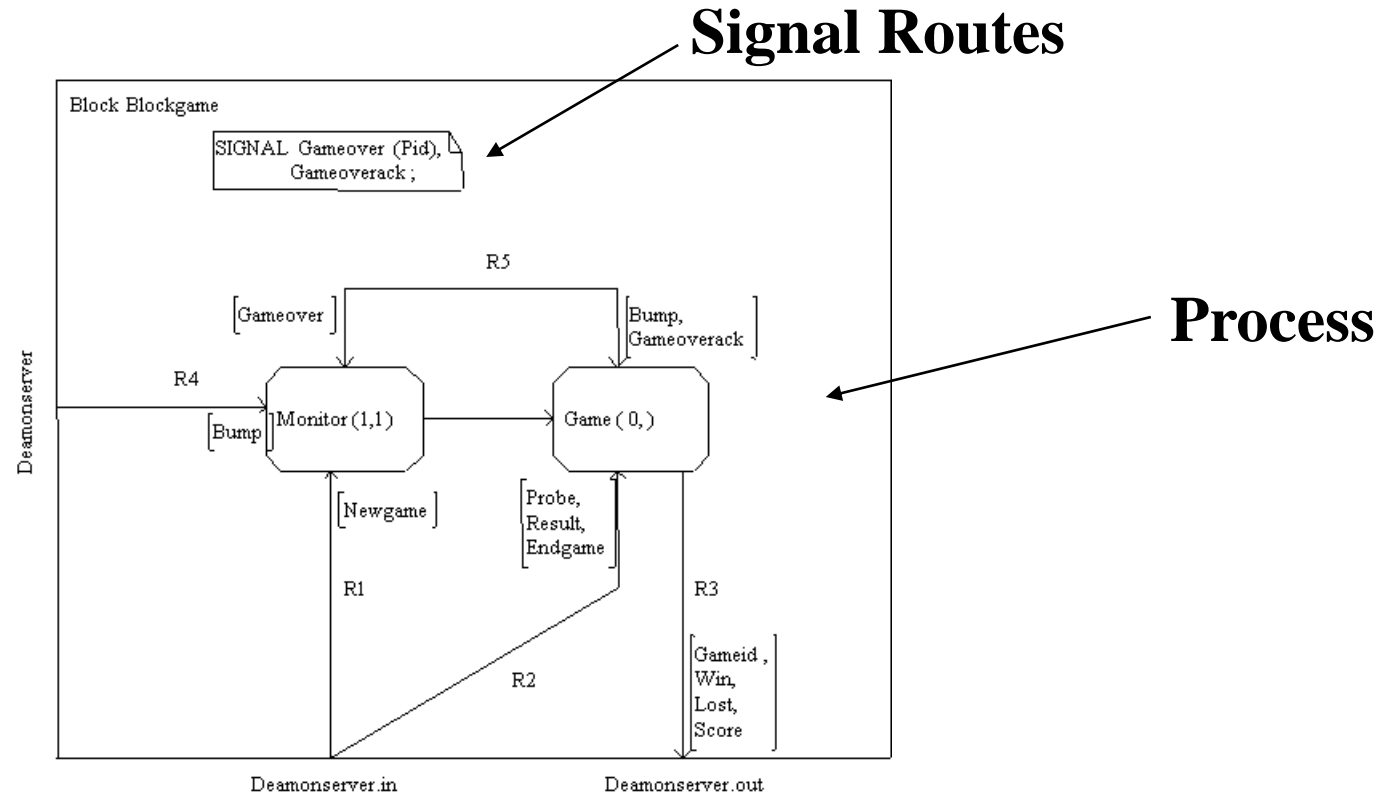 Signal Routes
Block Blockgame
SIGNAL Gameover (Pid),
Gameoverack ;
R5
[Gameover ]
[Bump,
Gameoverack ]
Process
Deamonserver
R4
[Bump ]
Monitor (1,1)
Game ( 0, )
[Newgame ]
[Probe,
Result,
Endgame ]
R1
R3
R2
[Gameid ,
Win,
Lost,
Score ]
Deamonserver.in
Deamonserver.out